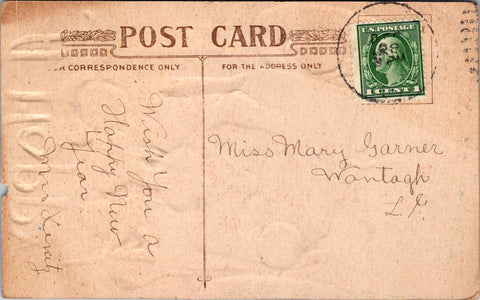 POST CARD
R CORRESPONDENCE ONLY
FOR THE ADDRESS ONLY
U.S. POSTAGE
1 CENT 1
Wish You a
Happy New
Year
Mrs
Miss Mary Garner
Wantagh
L.I.